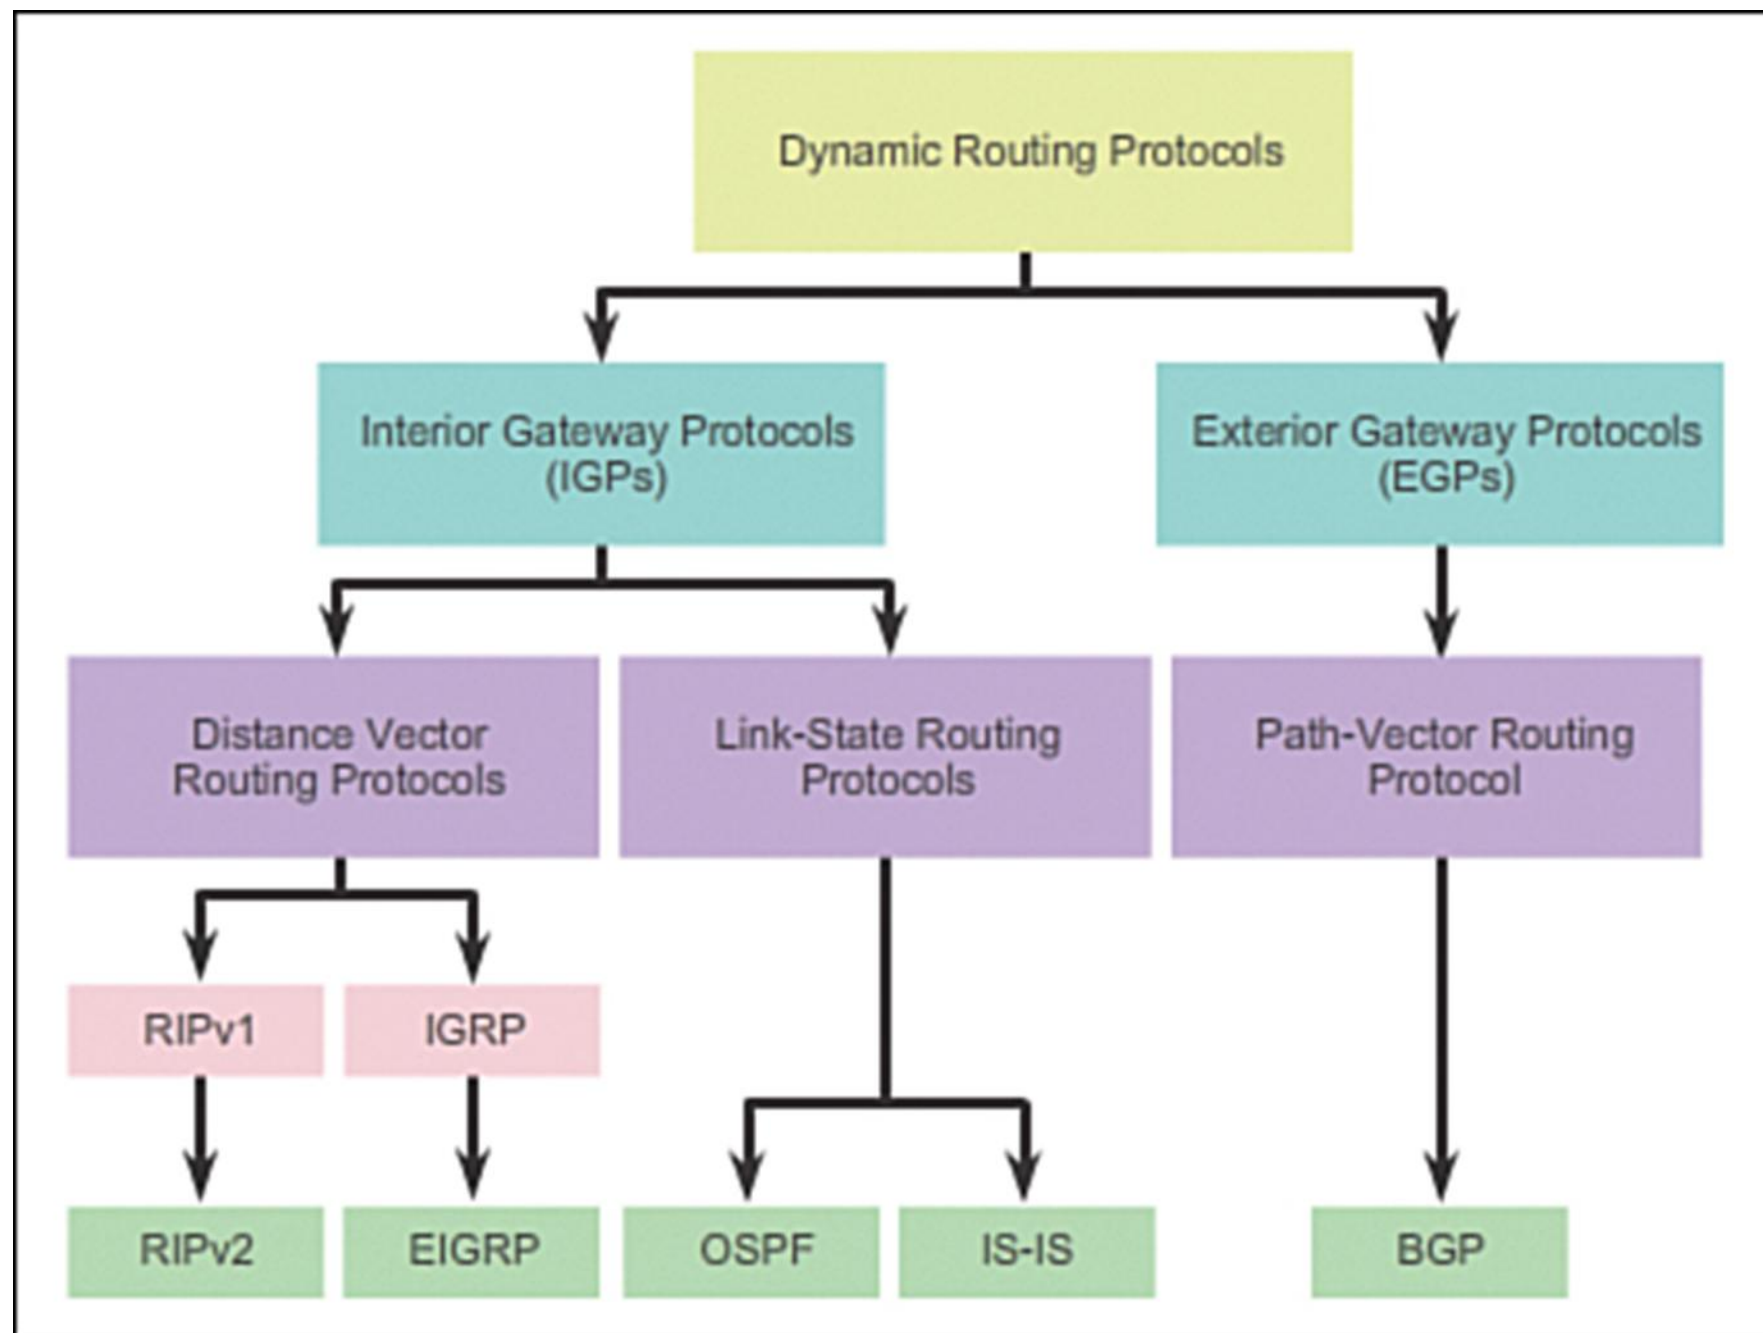 Dynamic Routing Protocols
Interior Gateway Protocols
(IGPs)
Exterior Gateway Protocols
(EGPs)
Distance Vector
Routing Protocols
Link-State Routing
Protocols
Path-Vector Routing
Protocol
RIPv1
IGRP
RIPv2
EIGRP
OSPF
IS-IS
BGP